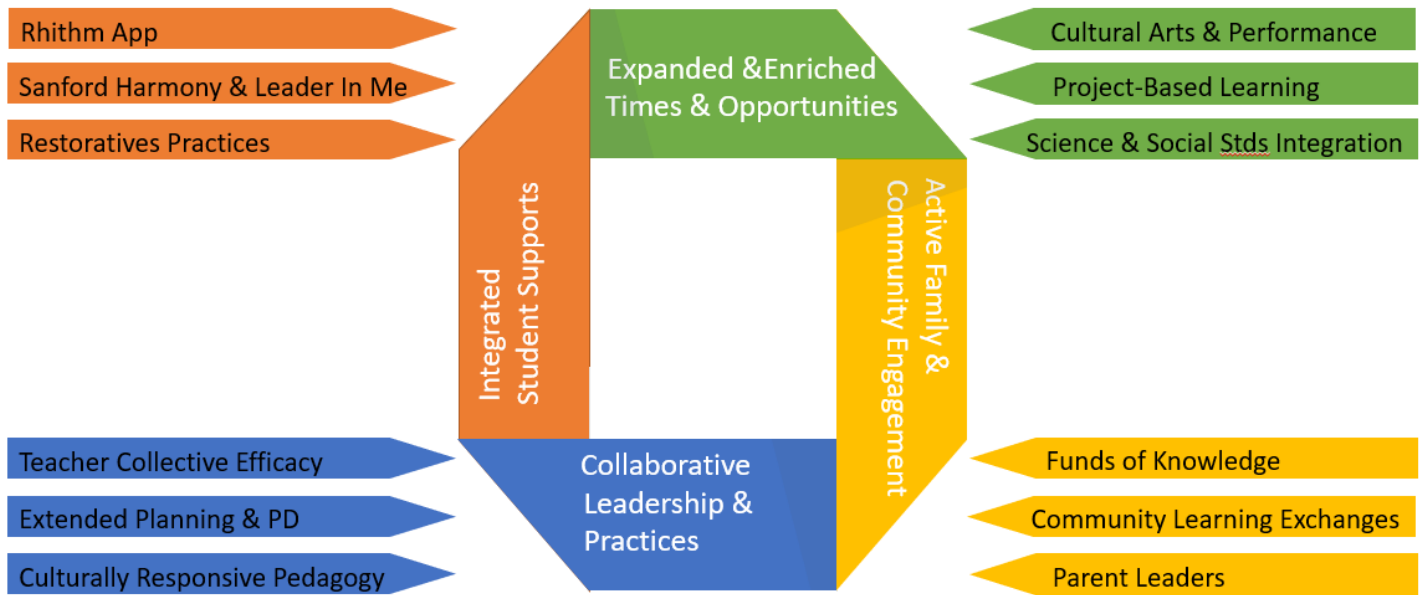 Rhithm App
Sanford Harmony & Leader In Me
Restoratives Practices
Expanded &Enriched
Times & Opportunities
Cultural Arts & Performance
Project-Based Learning
Science & Social Stds Integration
Integrated
Student Supports
Active Family &
Community Engagement
Teacher Collective Efficacy
Extended Planning & PD
Culturally Responsive Pedagogy
Collaborative
Leadership &
Practices
Funds of Knowledge
Community Learning Exchanges
Parent Leaders